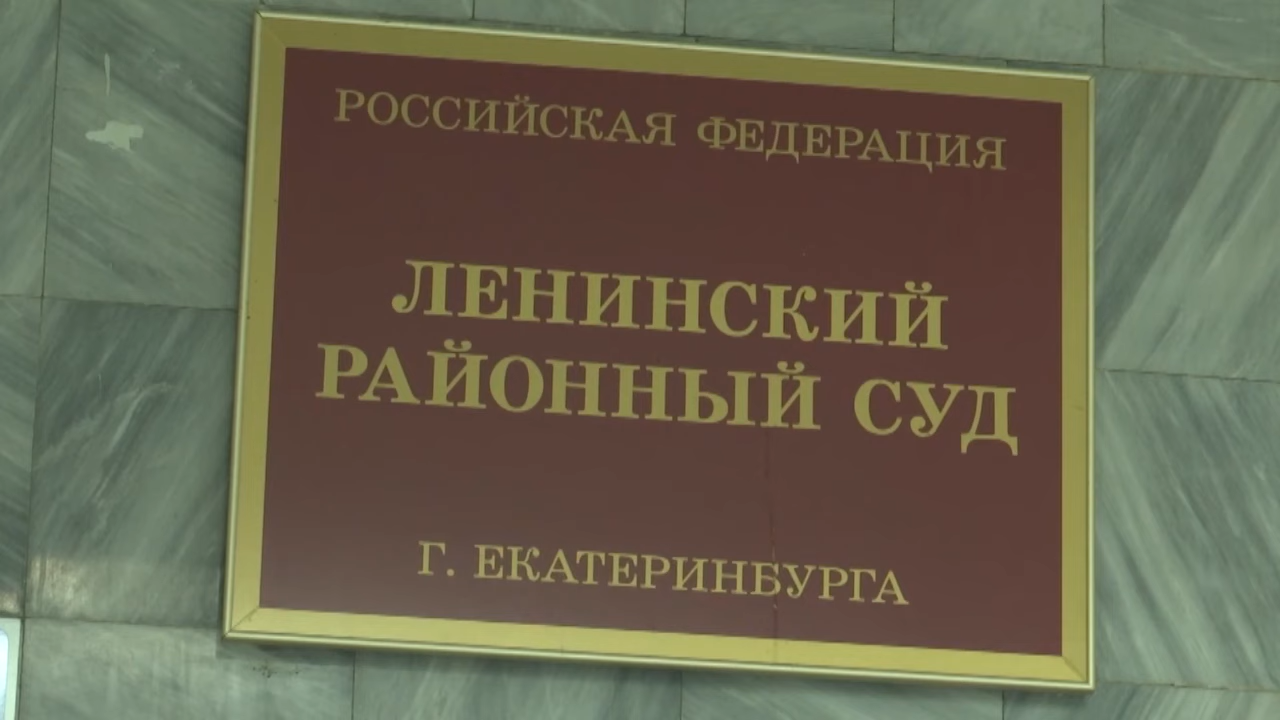 РОССИЙСКАЯ ФЕДЕРАЦИЯ
ЛЕНИНСКИЙ
РАЙОННЫЙ СУД
Г. ЕКАТЕРИНБУРГА